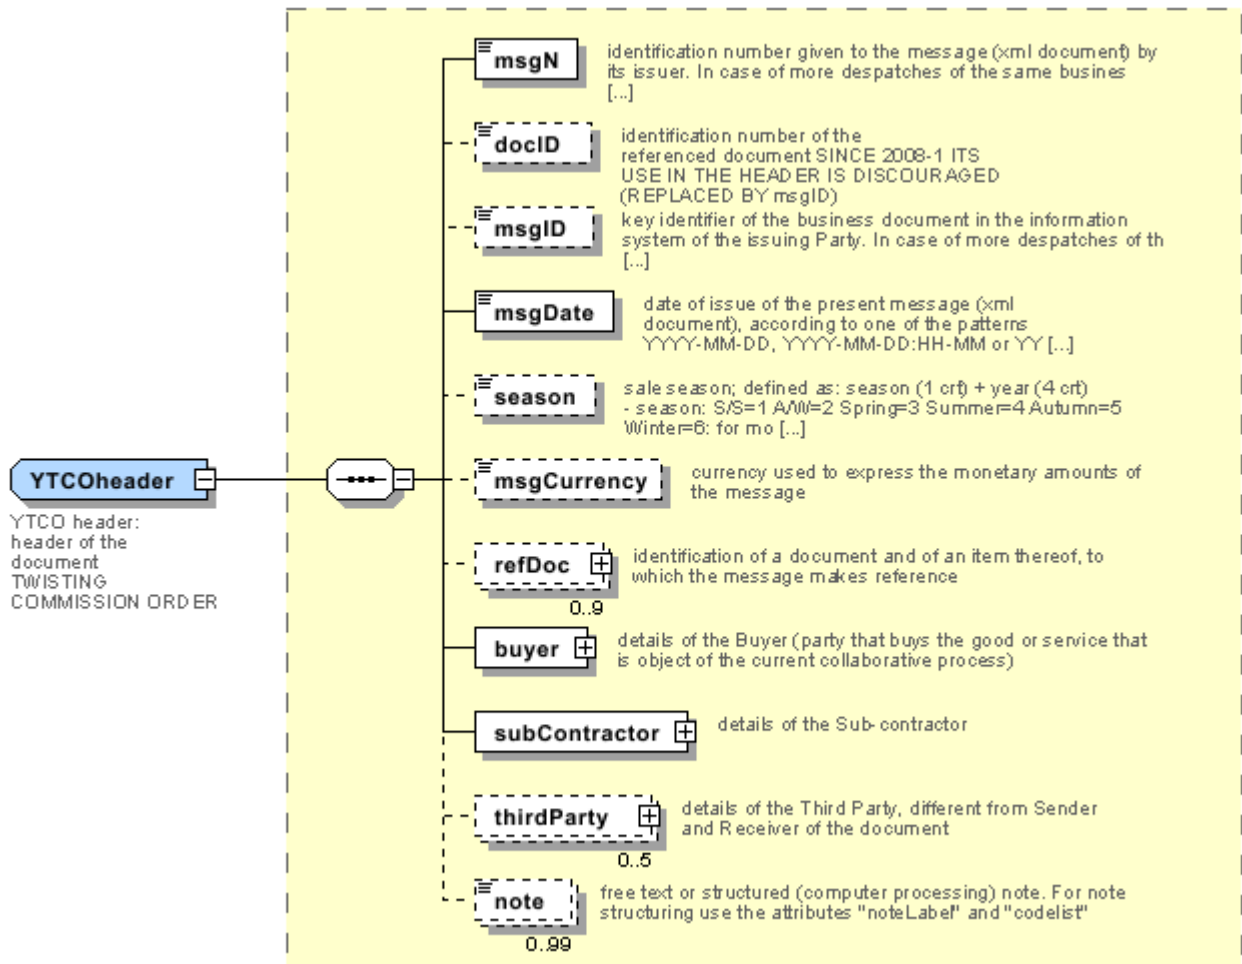 msgN
identification number given to the message (xml document) by
its issuer. In case of more despatches of the same busines
[...]
docID
identification number of the
referenced document SINCE 2008-1 ITS
USE IN THE HEADER IS DISCOURAGED
(REPLACED BY msgID)
msgID
key identifier of the business document in the information
system of the issuing Party. In case of more despatches of th
[...]
msgDate
date of issue of the present message (xml
document), according to one of the patterns
YYYY-MM-DD, YYYY-MM-DD:HH-MM or YY [...]
season
sale season; defined as: season (1 crt) + year (4 crt)
- season: S/S=1 A/W=2 Spring=3 Summer=4 Autumn=5
Winter=6: for mo [...]
YTCOheader
YTCO header:
header of the
document
TWISTING
COMMISSION ORDER
msgCurrency
currency used to express the monetary amounts of
the message
refDoc
identification of a document and of an item thereof, to
which the message makes reference
0..9
buyer
details of the Buyer (party that buys the good or service that
is object of the current collaborative process)
subContractor
details of the Sub-contractor
thirdParty
details of the Third Party, different from Sender
and Receiver of the document
0..5
note
free text or structured (computer processing) note. For note
structuring use the attributes "noteLabel" and "codelist"
0..99